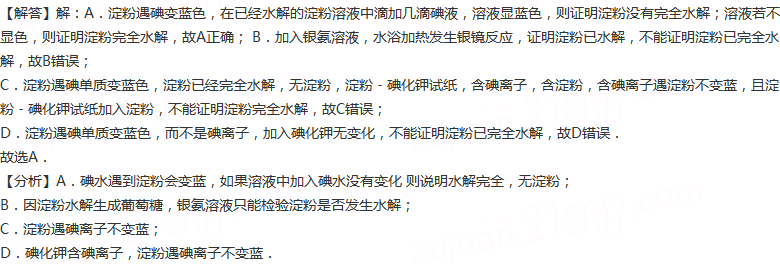 【解答】解：A．淀粉遇碘变蓝色，在已经水解的淀粉溶液中滴加几滴碘液，溶液显蓝色，则证明淀粉没有完全水解；溶液若不
显色，则证明淀粉完全水解，故A正确； B．加入银氨溶液，水浴加热发生银镜反应，证明淀粉已水解，不能证明淀粉已完全水
解，故B错误；
C．淀粉遇碘单质变蓝色，淀粉已经完全水解，无淀粉，淀粉﹣碘化钾试纸，含碘离子，含淀粉，含碘离子遇淀粉不变蓝，且淀
粉﹣碘化钾试纸加入淀粉，不能证明淀粉完全水解，故C错误；
D．淀粉遇碘单质变蓝色，而不是碘离子，加入碘化钾无变化，不能证明淀粉已完全水解，故D错误．
故选A．
【分析】A．碘水遇到淀粉会变蓝，如果溶液中加入碘水没有变化 则说明水解完全，无淀粉；
B．因淀粉水解生成葡萄糖，银氨溶液只能检验淀粉是否发生水解；
C．淀粉遇碘离子不变蓝；
D．碘化钾含碘离子，淀粉遇碘离子不变蓝．